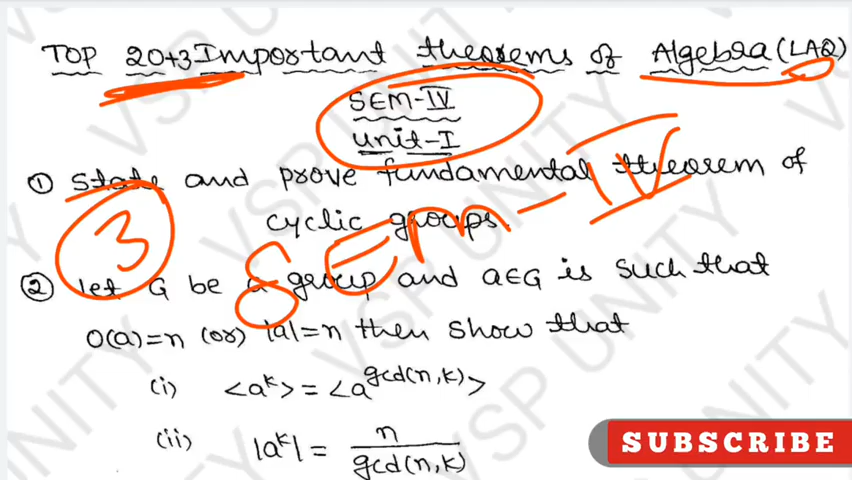 TOP 20+3 Important theorems of Algebra (LAQ)
SEM-IV
Unit-I
① State and prove fundamental theorem of
cyclic groups.
3
SEM-IV
② Let G be a group and a∈G is such that
O(a)=n (or) |a|=n then show that
(i) <a^k> = <a^gcd(n,k)>
(ii) |a^k| = n / gcd(n,k)
SUBSCRIBE
VSP UNITY